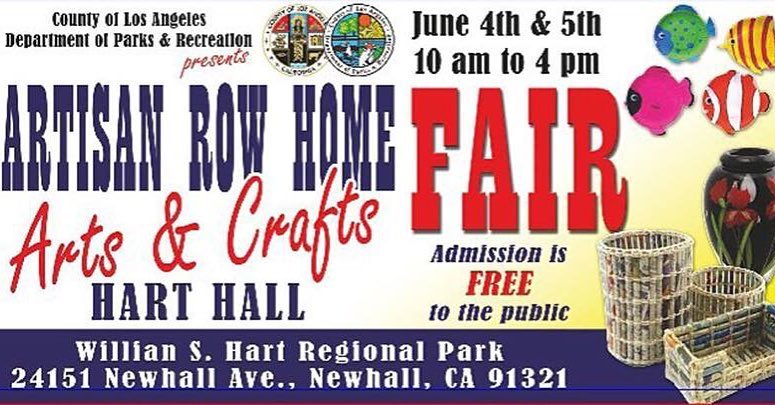 County of Los Angeles
Department of Parks & Recreation
presents
June 4th & 5th
10 am to 4 pm
ARTISAN ROW HOME
Arts & Crafts
HART HALL
FAIR
Admission is
FREE
to the public
Willian S. Hart Regional Park
24151 Newhall Ave., Newhall, CA 91321